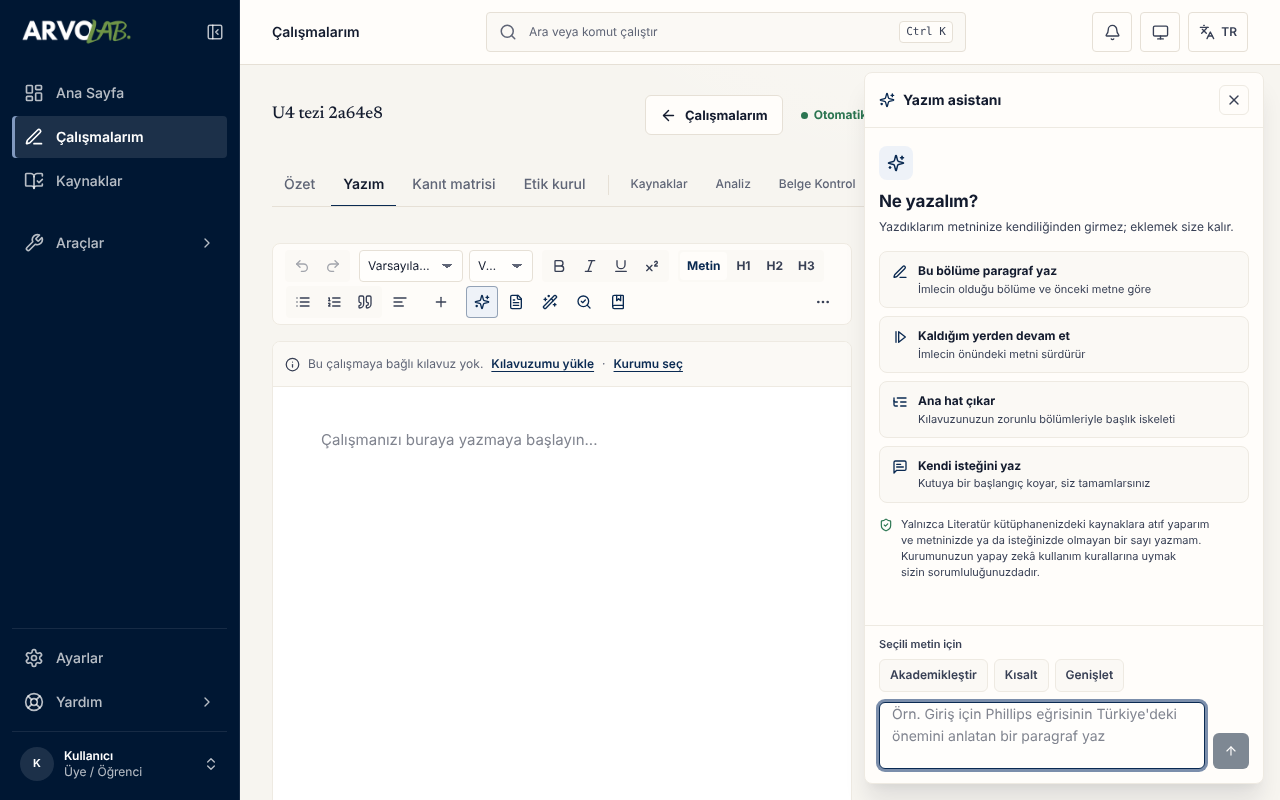 ARVOLAB.
Ana Sayfa
Çalışmalarım
Kaynaklar
Araçlar
Ayarlar
Yardım
K
Kullanıcı
Üye / Öğrenci
Çalışmalarım
Ara veya komut çalıştır
Ctrl K
TR
U4 tezi 2a64e8
Çalışmalarım
Otomatik
Özet
Yazım
Kanıt matrisi
Etik kurul
Kaynaklar
Analiz
Belge Kontrol
Varsayıla...
V...
B I U x²
Metin H1 H2 H3
Bu çalışmaya bağlı kılavuz yok. Kılavuzumu yükle · Kurumu seç
Çalışmanızı buraya yazmaya başlayın...
Yazım asistanı
Ne yazalım?
Yazdıklarım metninize kendiliğinden girmez; eklemek size kalır.
Bu bölüme paragraf yaz
İmlecin olduğu bölüme ve önceki metne göre
Kaldığım yerden devam et
İmlecin önündeki metni sürdürür
Ana hat çıkar
Kılavuzunuzun zorunlu bölümleriyle başlık iskeleti
Kendi isteğini yaz
Kutuya bir başlangıç koyar, siz tamamlarsınız
Yalnızca Literatür kütüphanenizdeki kaynaklara atıf yaparım
ve metninizde ya da isteğinizde olmayan bir sayı yazmam.
Kurumunuzun yapay zekâ kullanım kurallarına uymak
sizin sorumluluğunuzdadır.
Seçili metin için
Akademikleştir
Kısalt
Genişlet
Örn. Giriş için Phillips eğrisinin Türkiye'deki
önemini anlatan bir paragraf yaz